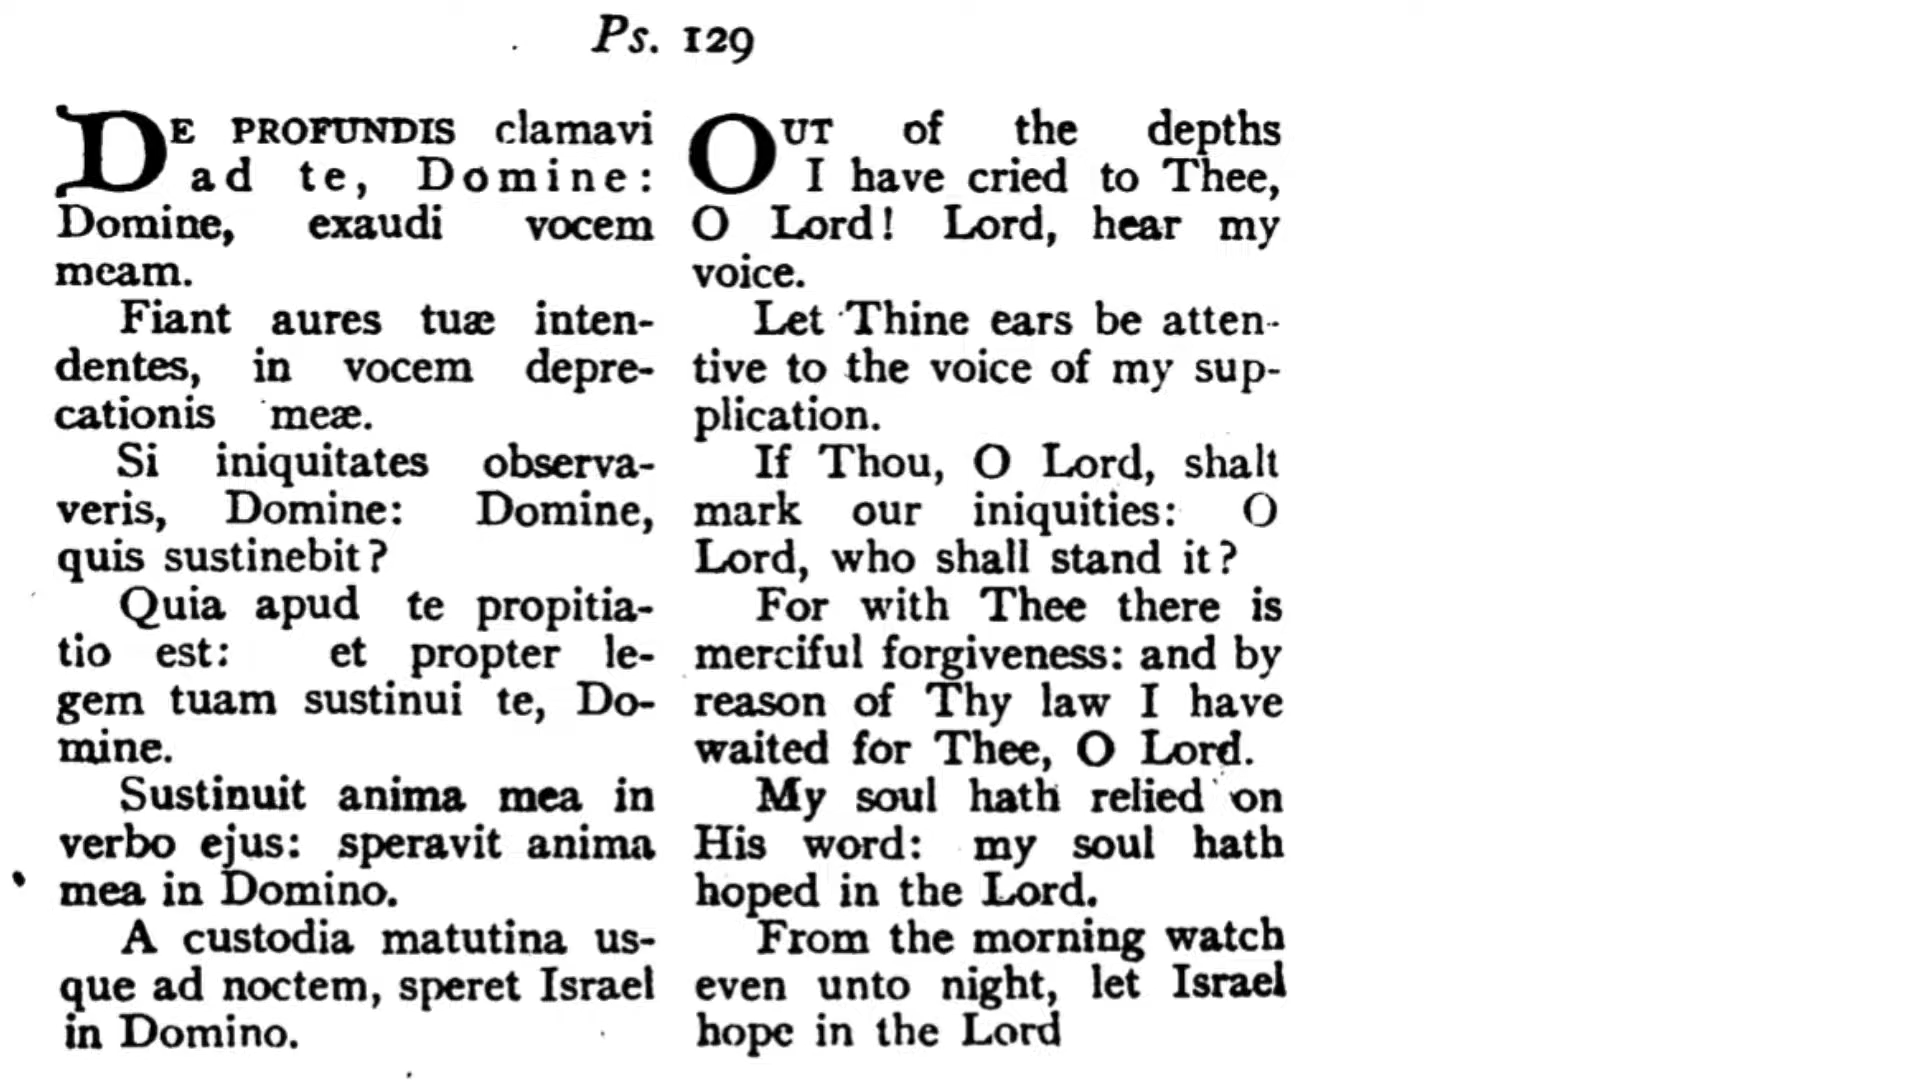 Ps. 129
DE PROFUNDIS clamavi
ad te, Domine:
Domine, exaudi vocem
meam.
Fiant aures tuæ inten-
dentes, in vocem depre-
cationis meæ.
Si iniquitates observa-
veris, Domine: Domine,
quis sustinebit?
Quia apud te propitia-
tio est: et propter le-
gem tuam sustinui te, Do-
mine.
Sustinuit anima mea in
verbo ejus: speravit anima
mea in Domino.
A custodia matutina us-
que ad noctem, speret Israel
in Domino.
OUT of the depths
I have cried to Thee,
O Lord! Lord, hear my
voice.
Let Thine ears be atten-
tive to the voice of my sup-
plication.
If Thou, O Lord, shalt
mark our iniquities: O
Lord, who shall stand it?
For with Thee there is
merciful forgiveness: and by
reason of Thy law I have
waited for Thee, O Lord.
My soul hath relied on
His word: my soul hath
hoped in the Lord.
From the morning watch
even unto night, let Israel
hope in the Lord